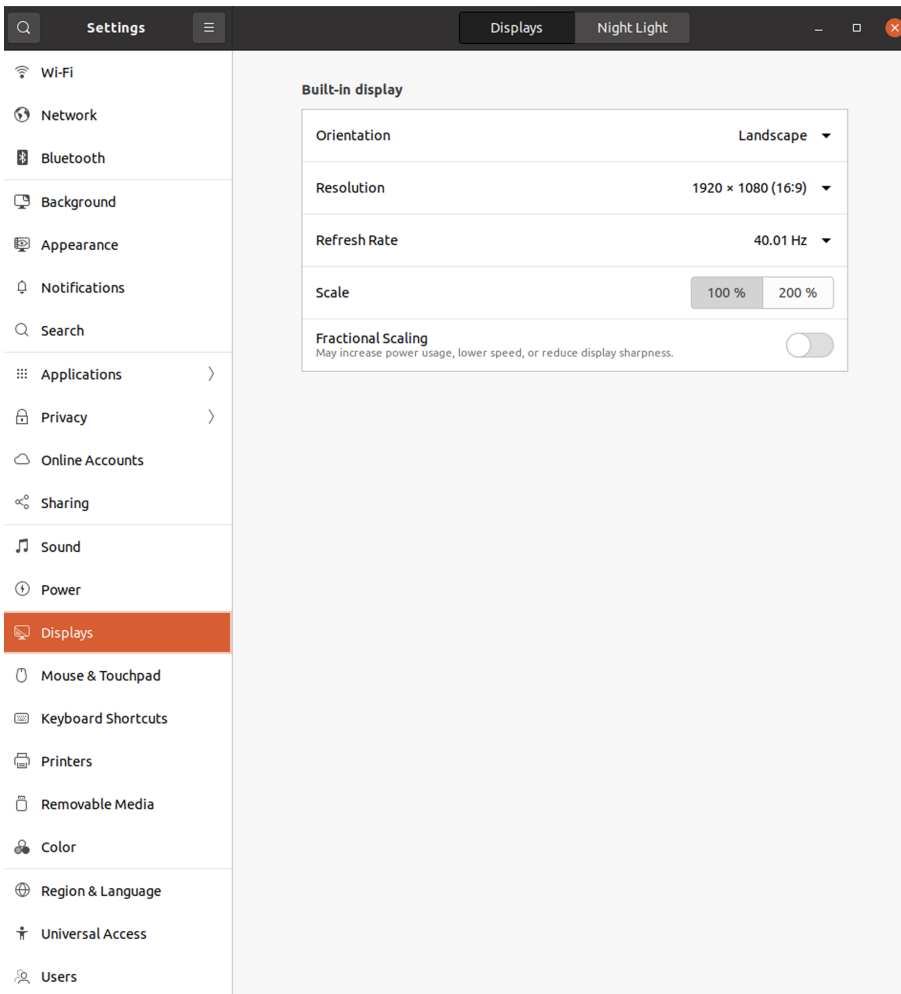 Settings
Displays
Night Light
Wi-Fi
Network
Bluetooth
Background
Appearance
Notifications
Search
Applications
Privacy
Online Accounts
Sharing
Sound
Power
Displays
Mouse & Touchpad
Keyboard Shortcuts
Printers
Removable Media
Color
Region & Language
Universal Access
Users
Built-in display
Orientation Landscape
Resolution 1920 × 1080 (16:9)
Refresh Rate 40.01 Hz
Scale 100 % 200 %
Fractional Scaling
May increase power usage, lower speed, or reduce display sharpness.